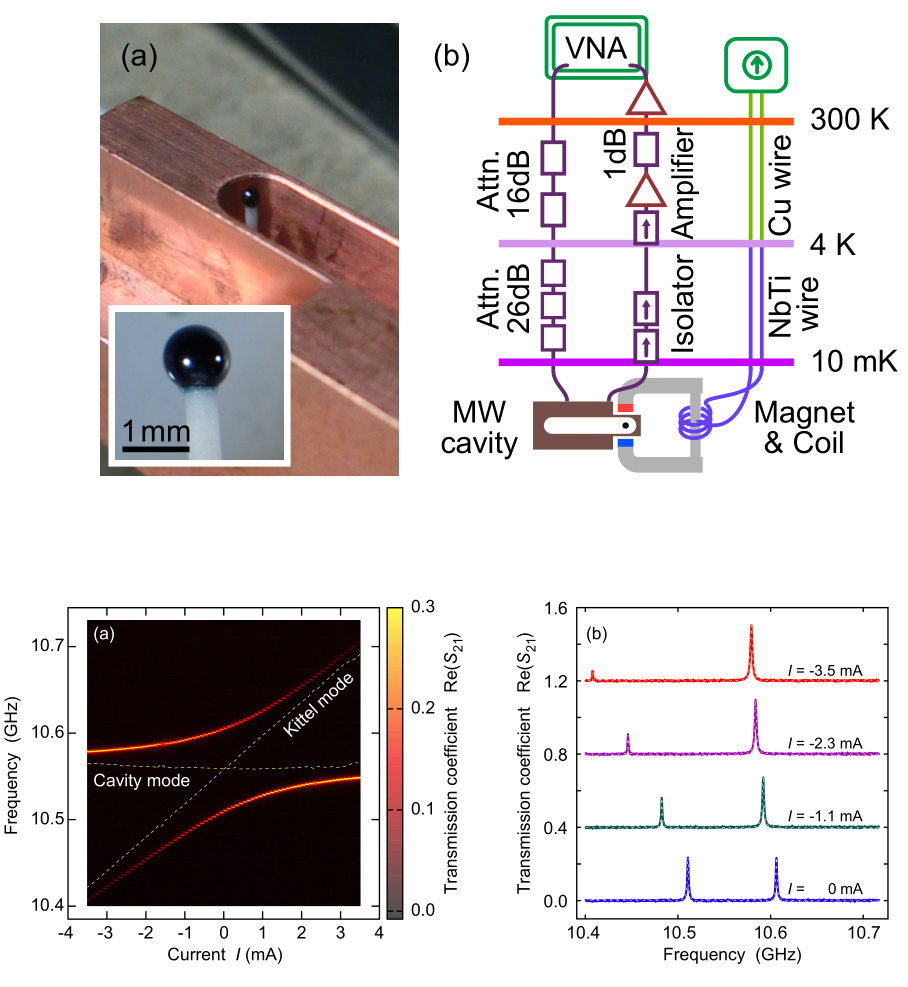 (a)
1 mm
(b)
VNA
300 K
Attn.
16dB
1dB
Amplifier
Cu wire
4 K
Attn.
26dB
Isolator
NbTi
wire
10 mK
MW
cavity
Magnet
& Coil
(a)
Frequency (GHz)
10.7
10.6
10.5
10.4
Kittel mode
Cavity mode
-4 -3 -2 -1 0 1 2 3 4
Current I (mA)
0.3
0.2
0.1
0.0
Transmission coefficient Re(S21)
(b)
Transmission coefficient Re(S21)
1.6
1.2
0.8
0.4
0.0
I = -3.5 mA
I = -2.3 mA
I = -1.1 mA
I = 0 mA
10.4 10.5 10.6 10.7
Frequency (GHz)